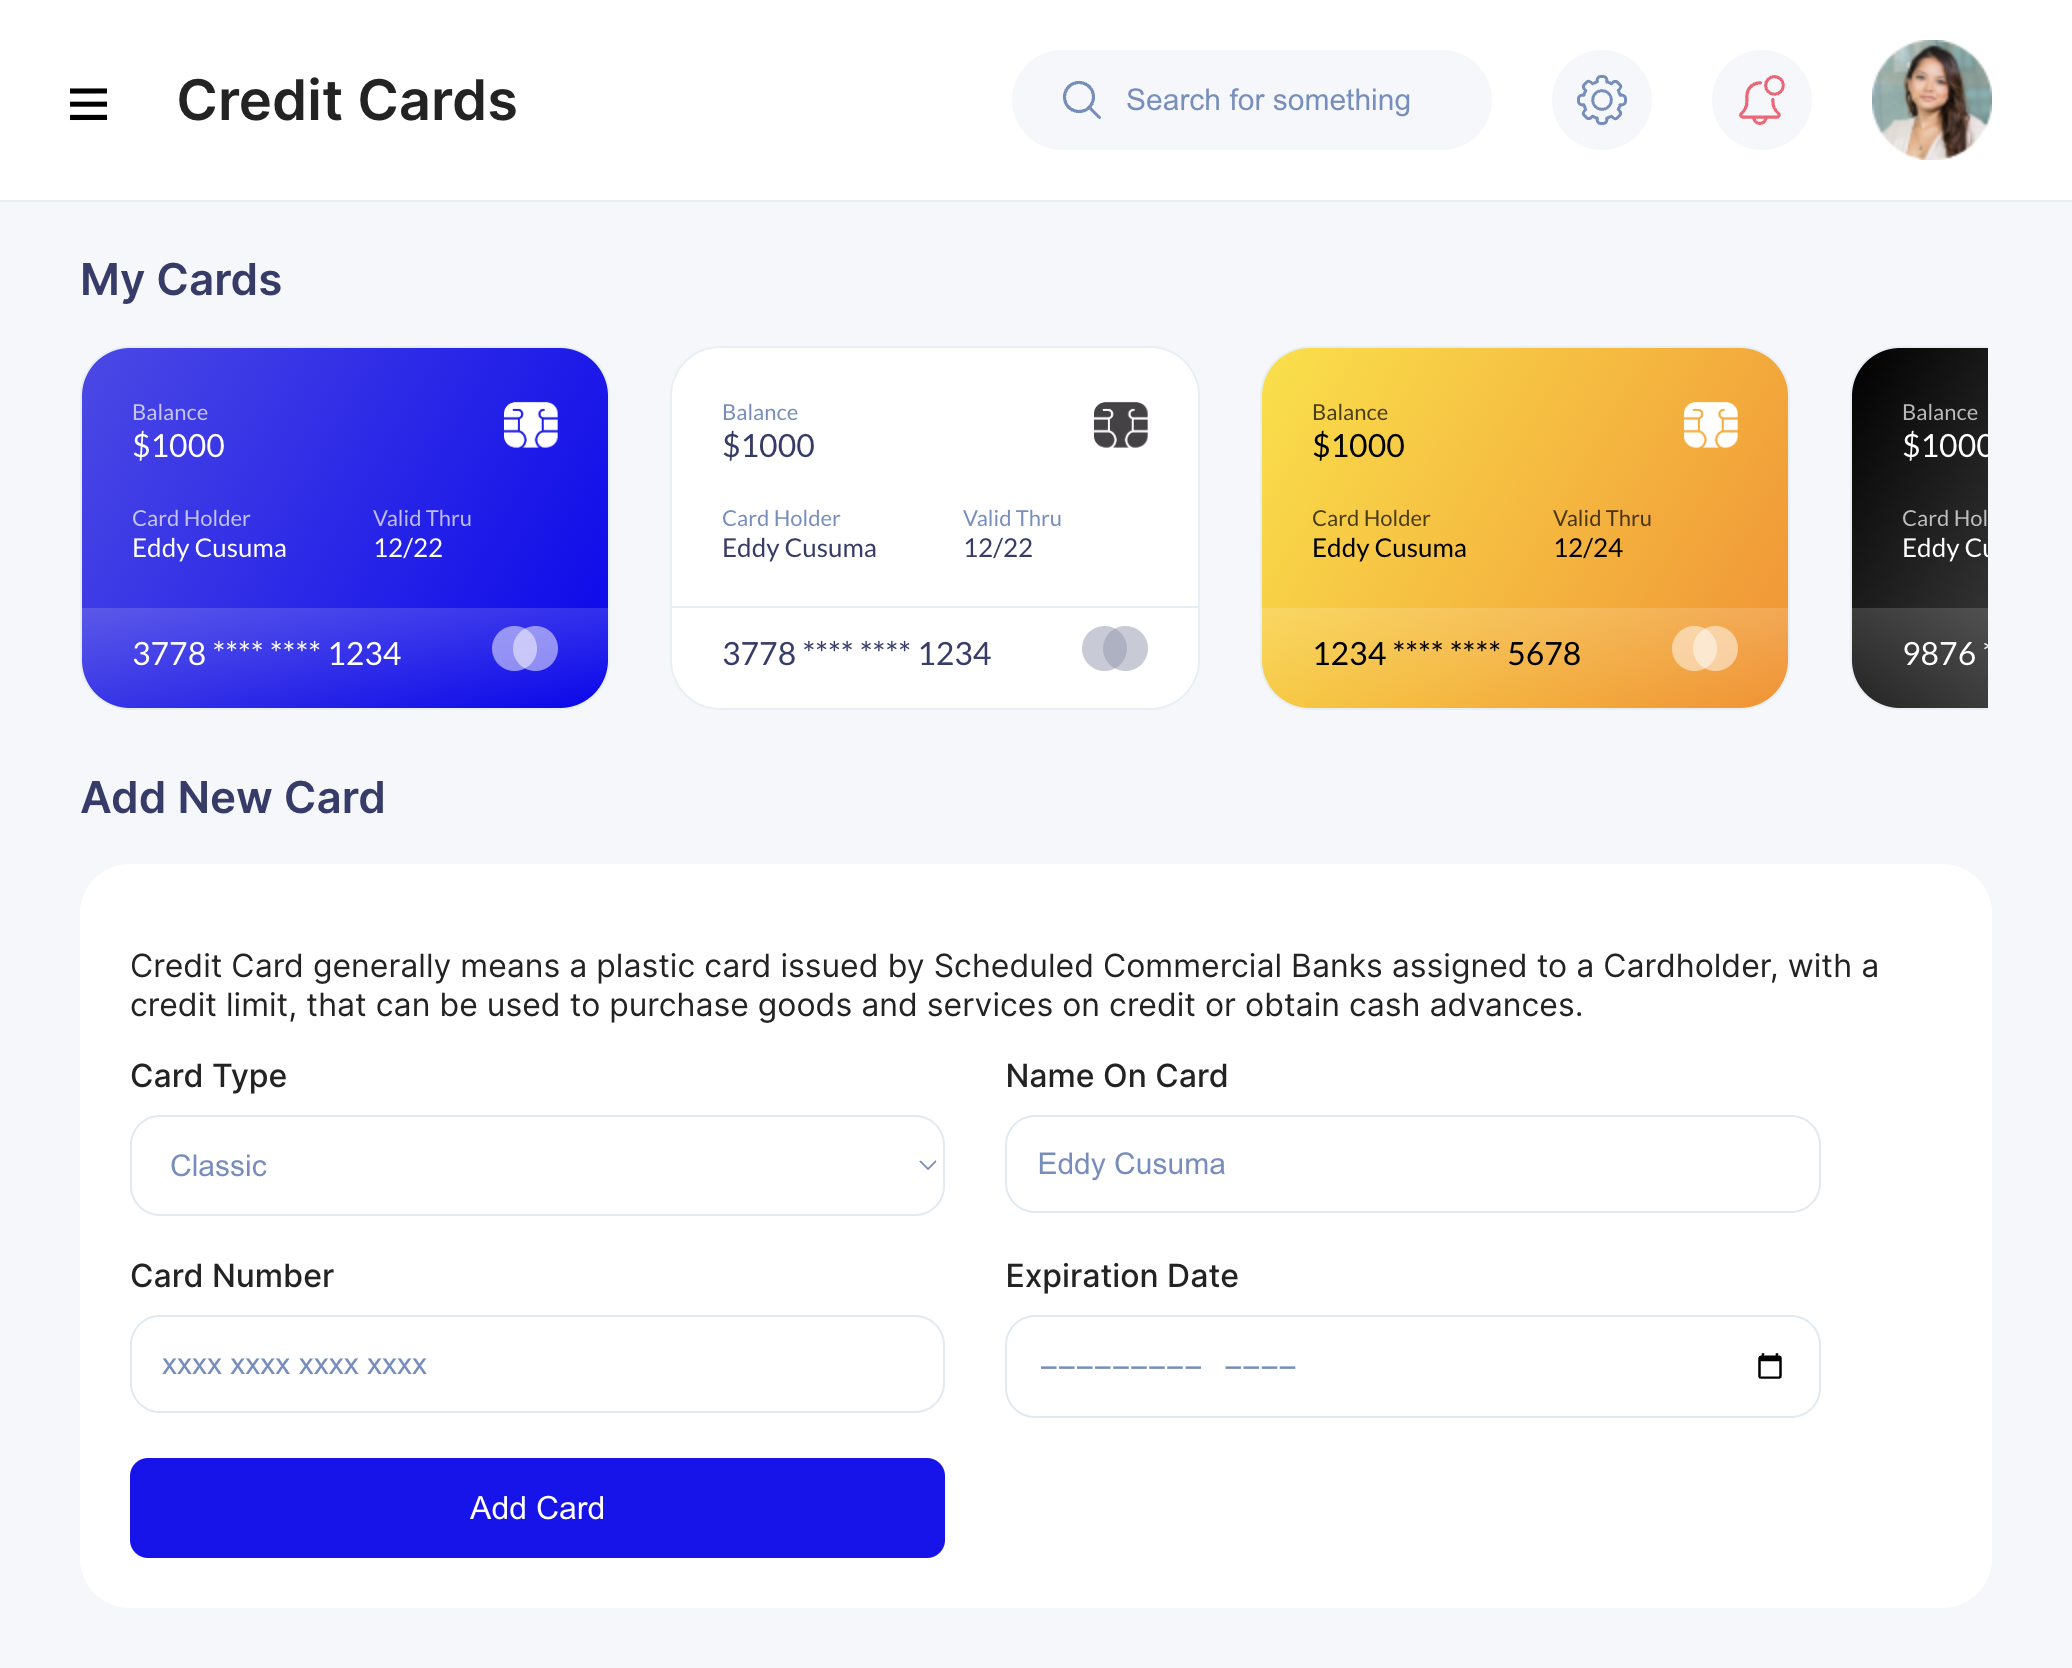 Credit Cards
Search for something
My Cards
Balance
$1000
Card Holder
Eddy Cusuma
Valid Thru
12/22
3778 **** **** 1234
Balance
$1000
Card Holder
Eddy Cusuma
Valid Thru
12/22
3778 **** **** 1234
Balance
$1000
Card Holder
Eddy Cusuma
Valid Thru
12/24
1234 **** **** 5678
Balance
$1000
Card Hol
Eddy Cu
9876 *
Add New Card
Credit Card generally means a plastic card issued by Scheduled Commercial Banks assigned to a Cardholder, with a
credit limit, that can be used to purchase goods and services on credit or obtain cash advances.
Card Type
Name On Card
Classic
Eddy Cusuma
Card Number
Expiration Date
xxxx xxxx xxxx xxxx
--------- ----
Add Card